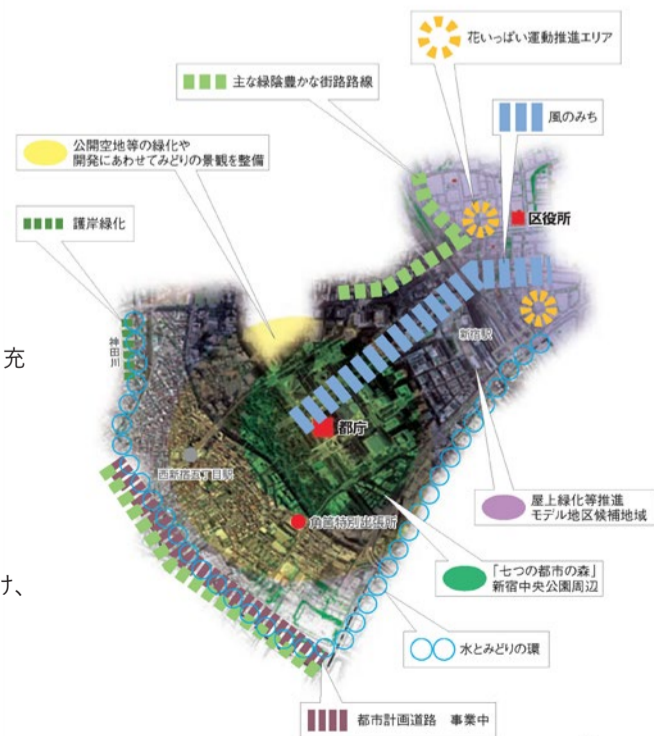 花いっぱい運動推進エリア
主な緑陰豊かな街路路線
風のみち
公開空地等の緑化や
開発にあわせてみどりの景観を整備
区役所
護岸緑化
神田川
新宿駅
充
都庁
西新宿五丁目駅
屋上緑化等推進
モデル地区候補地域
角筈特別出張所
「七つの都市の森」
新宿中央公園周辺
け、
水とみどりの環
都市計画道路 事業中